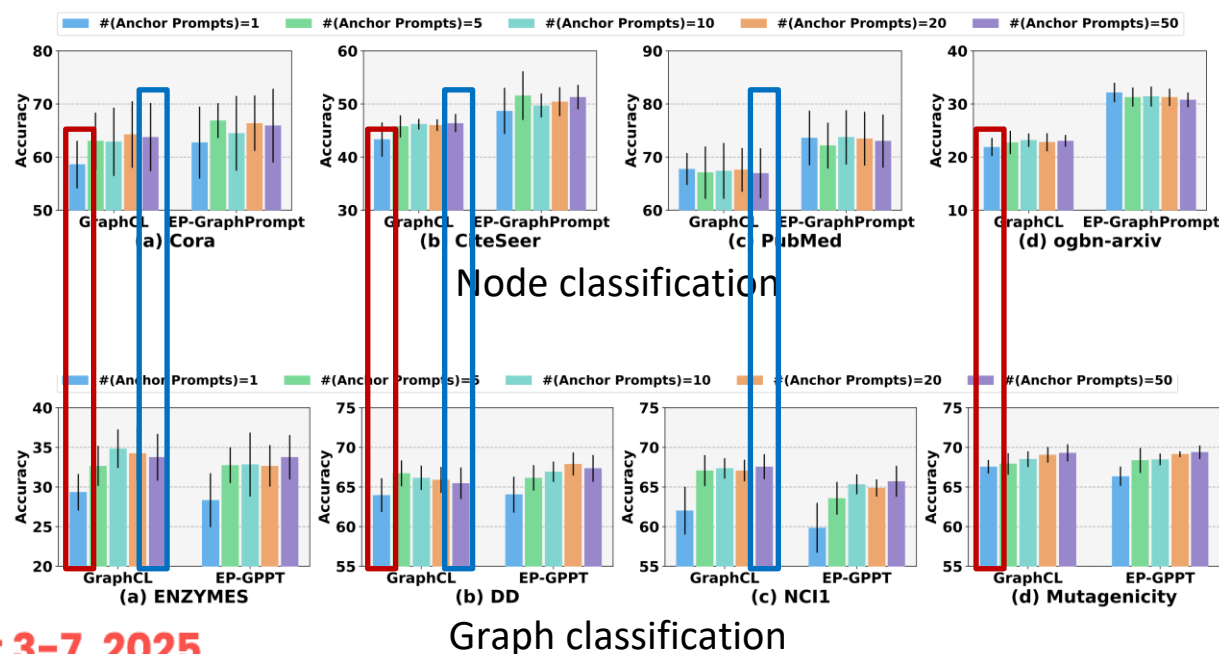 #(Anchor Prompts)=1 #(Anchor Prompts)=5 #(Anchor Prompts)=10 #(Anchor Prompts)=20 #(Anchor Prompts)=50
80 60 90 40
70 50 80 30
60 40 70 20
50 30 60 10
Accuracy Accuracy Accuracy Accuracy
GraphCL EP-GraphPrompt GraphCL EP-GraphPrompt GraphCL EP-GraphPrompt GraphCL EP-GraphPrompt
(a) Cora (b) CiteSeer (c) PubMed (d) ogbn-arxiv
Node classification
#(Anchor Prompts)=1 #(Anchor Prompts)=5 #(Anchor Prompts)=10 #(Anchor Prompts)=20 #(Anchor Prompts)=50
40 75 75 75
35 70 70 70
30 65 65 65
25 60 60 60
20 55 55 55
Accuracy Accuracy Accuracy Accuracy
GraphCL EP-GPPT GraphCL EP-GPPT GraphCL EP-GPPT GraphCL EP-GPPT
(a) ENZYMES (b) DD (c) NCI1 (d) Mutagenicity
Graph classification
3-7, 2025